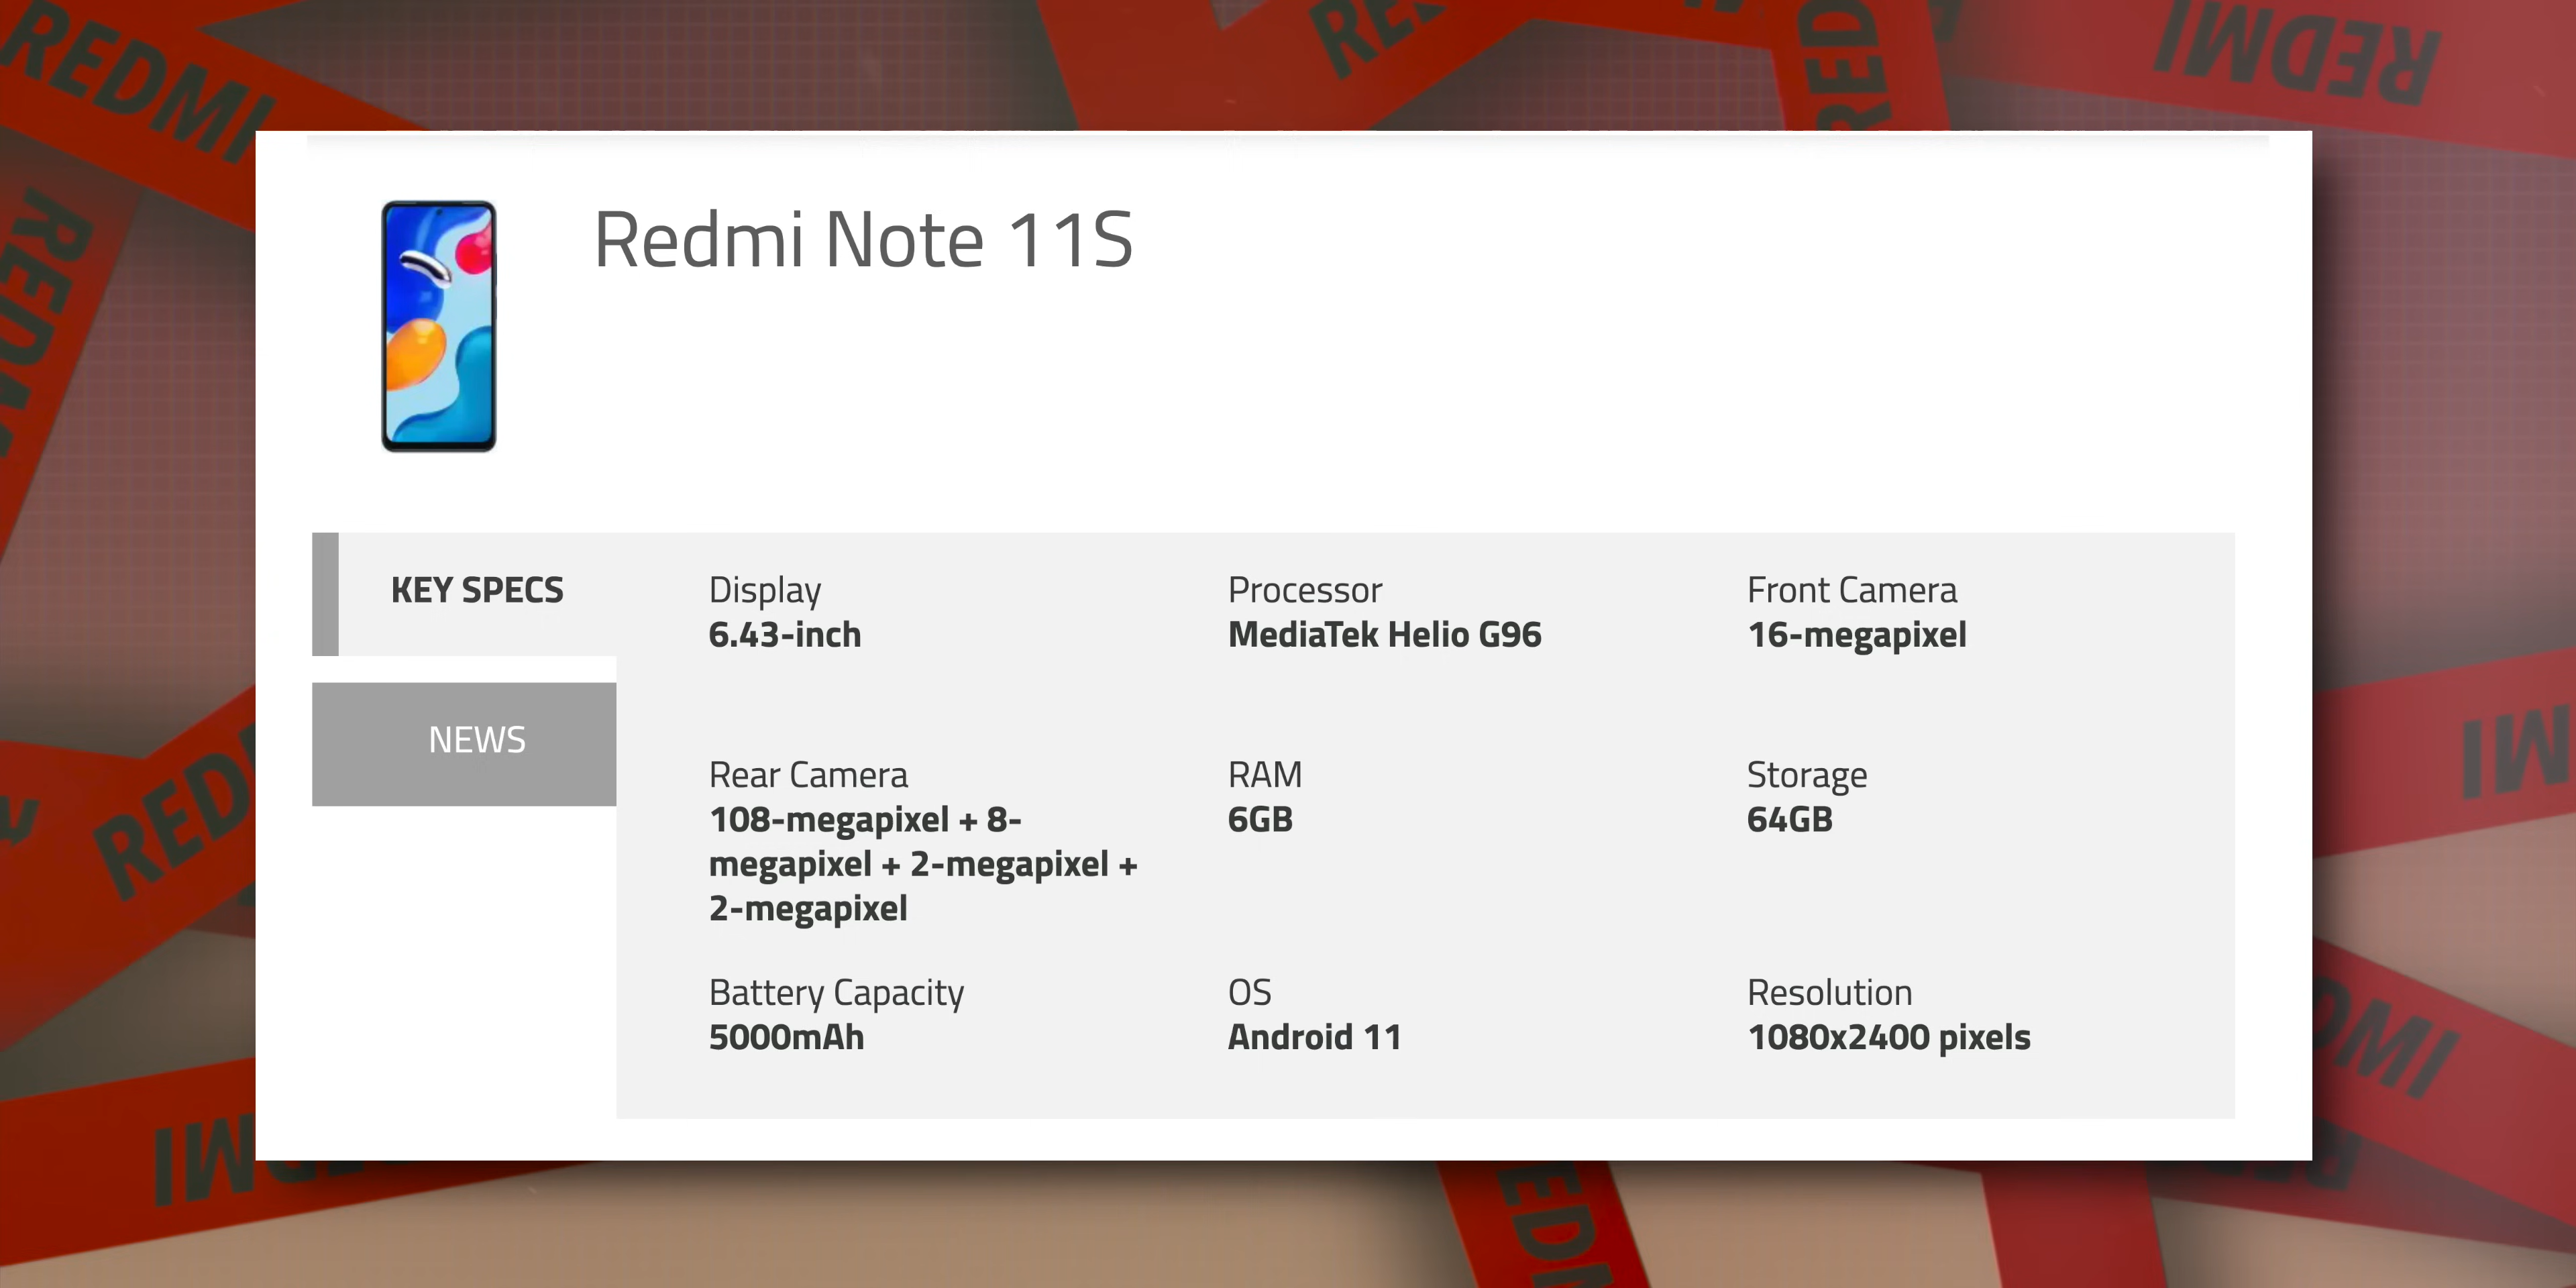 REDMI
REDMI
REDMI
Redmi Note 11S
KEY SPECS
NEWS
Display
6.43-inch
Processor
MediaTek Helio G96
Front Camera
16-megapixel
Rear Camera
108-megapixel + 8-
megapixel + 2-megapixel +
2-megapixel
RAM
6GB
Storage
64GB
Battery Capacity
5000mAh
OS
Android 11
Resolution
1080x2400 pixels